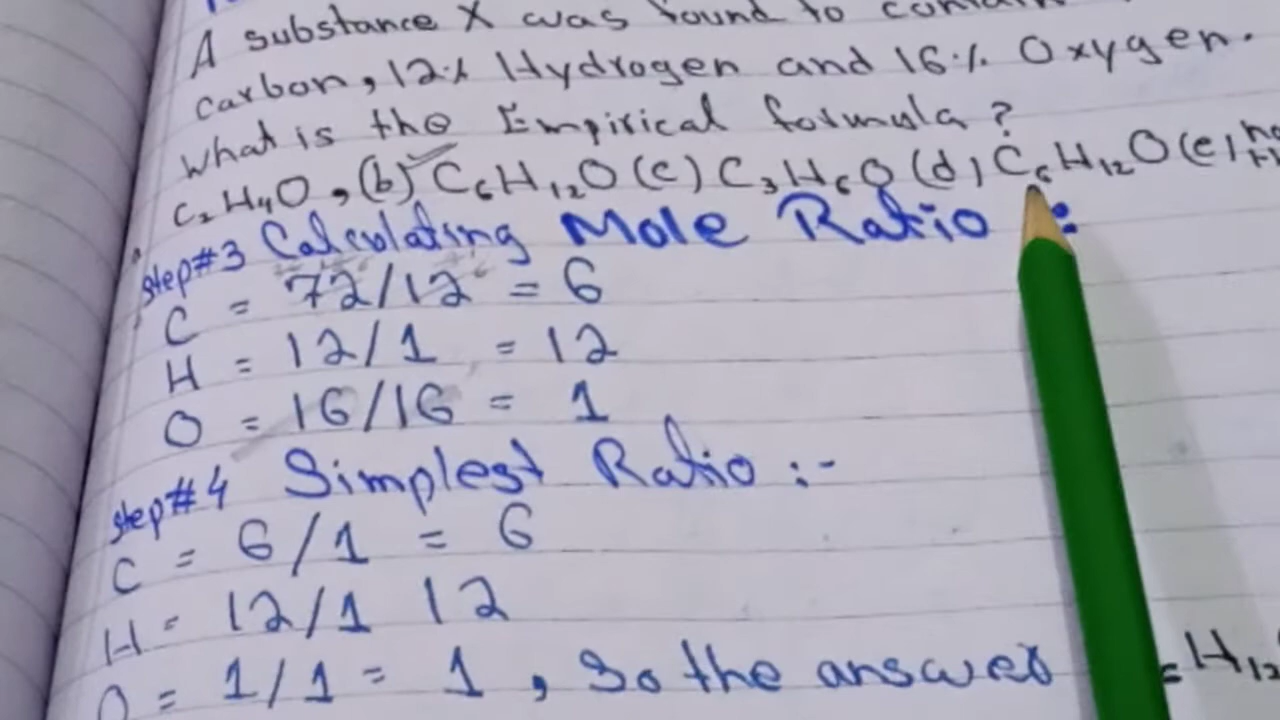 A substance X was found to contain
carbon, 12% Hydrogen and 16% Oxygen.
What is the Empirical formula?
C₂H₄O, (b) C₆H₁₂O (c) C₃H₆O (d) C₆H₁₂O (e)
Step#3 Calculating Mole Ratio :
C = 72/12 = 6
H = 12/1 = 12
O = 16/16 = 1
Step#4 Simplest Ratio :-
C = 6/1 = 6
H = 12/1 12
O = 1/1 = 1, So the answer H₁₂